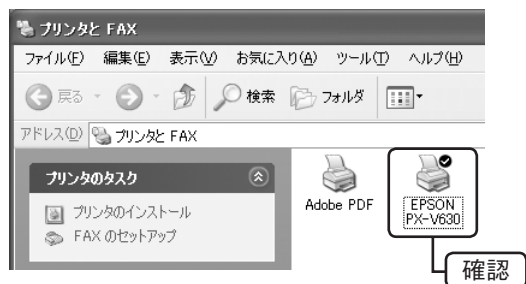 プリンタと FAX
ファイル(F) 編集(E) 表示(V) お気に入り(A) ツール(T) ヘルプ(H)
戻る 検索 フォルダ
アドレス(D) プリンタと FAX
プリンタのタスク
プリンタのインストール
FAX のセットアップ
Adobe PDF
EPSON
PX-V630
確認